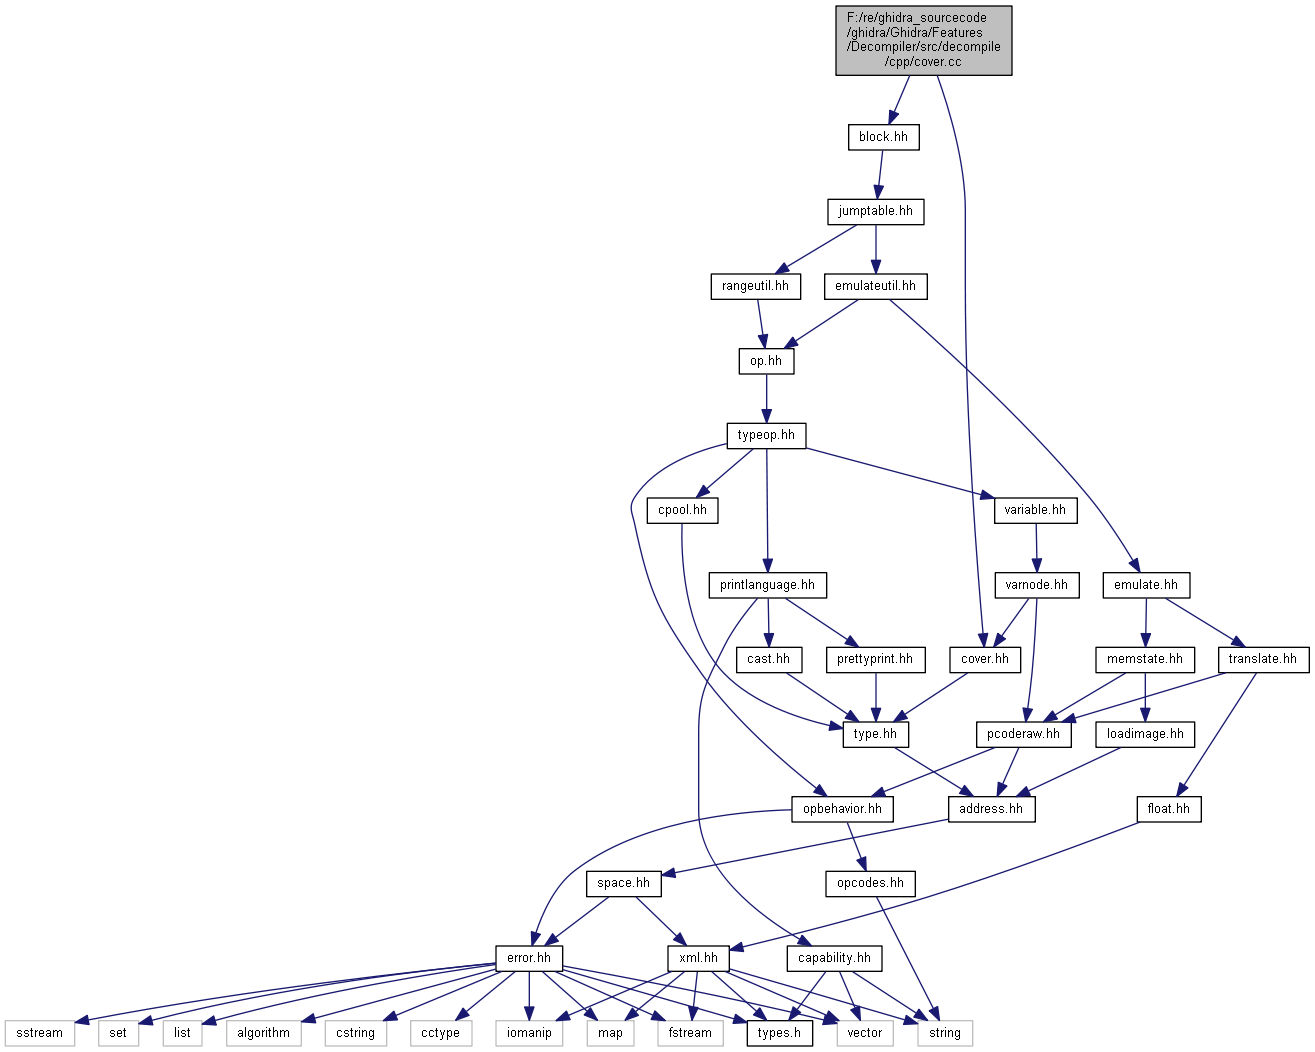 F:/re/ghidra_sourcecode
/ghidra/Ghidra/Features
/Decompiler/src/decompile
/cpp/cover.cc
block.hh
jumptable.hh
rangeutil.hh
emulateutil.hh
op.hh
typeop.hh
cpool.hh
variable.hh
printlanguage.hh
varnode.hh
emulate.hh
cast.hh
prettyprint.hh
cover.hh
memstate.hh
translate.hh
type.hh
pcoderaw.hh
loadimage.hh
opbehavior.hh
address.hh
float.hh
space.hh
opcodes.hh
error.hh
xml.hh
capability.hh
sstream
set
list
algorithm
cstring
cctype
iomanip
map
fstream
types.h
vector
string